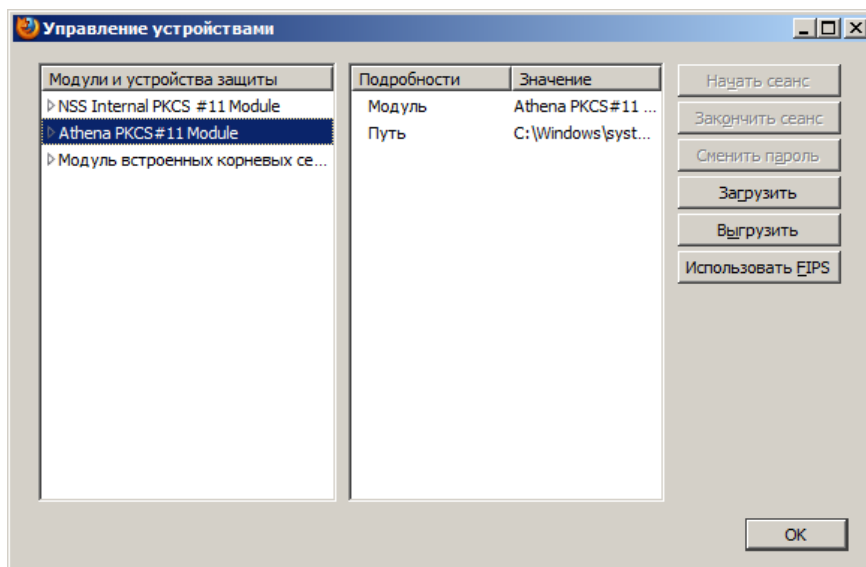 Управление устройствами
Модули и устройства защиты
NSS Internal PKCS #11 Module
Athena PKCS#11 Module
Модуль встроенных корневых се...
Подробности Значение
Модуль Athena PKCS#11 ...
Путь C:\Windows\syst...
Начать сеанс
Закончить сеанс
Сменить пароль
Загрузить
Выгрузить
Использовать FIPS
OK